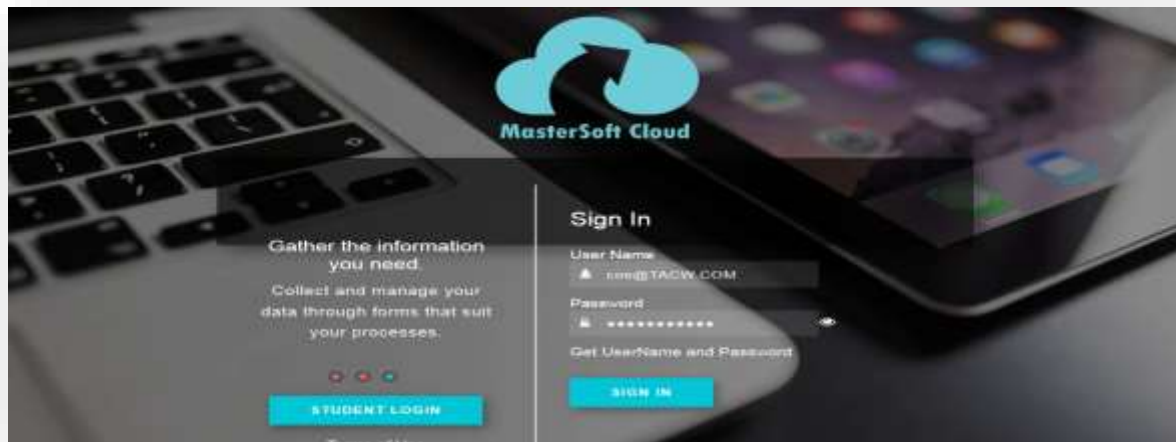 MasterSoft Cloud
Gather the information
you need.
Collect and manage your
data through forms that suit
your processes.
STUDENT LOGIN
Sign In
User Name
Password
Get UserName and Password
SIGN IN